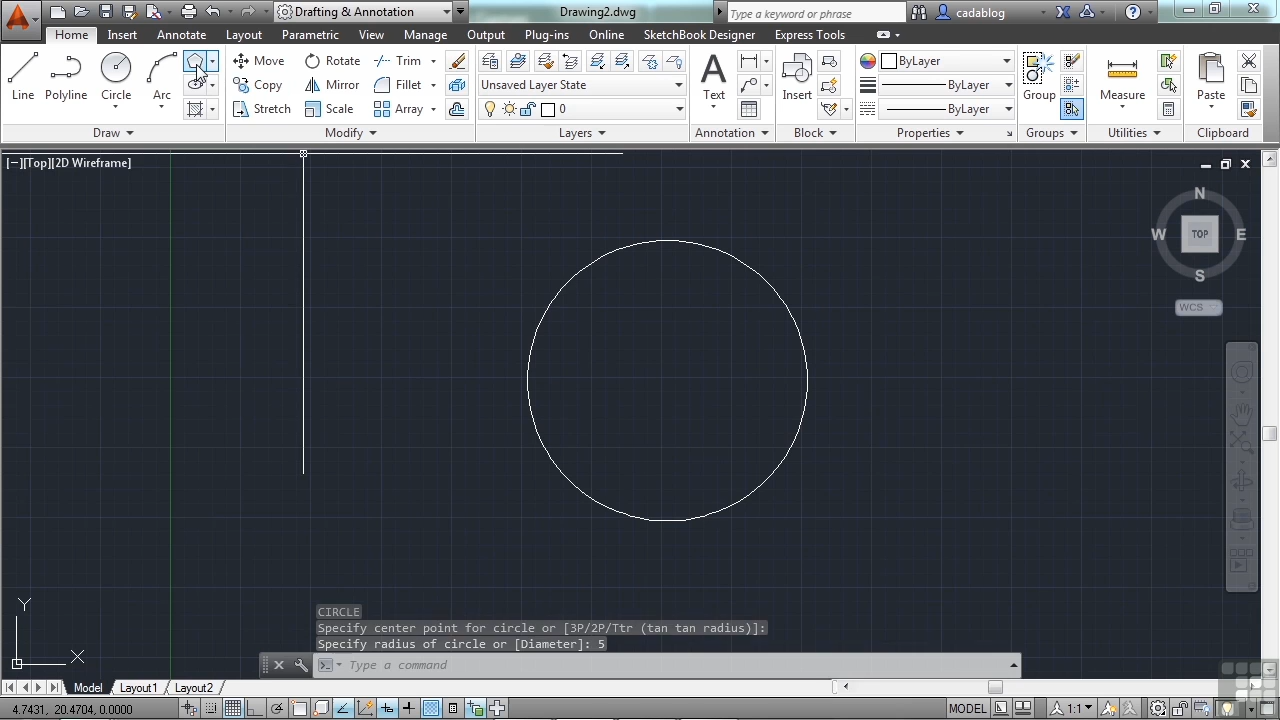 Drafting & Annotation
Drawing2.dwg
Type a keyword or phrase
cadablog
Home Insert Annotate Layout Parametric View Manage Output Plug-ins Online SketchBook Designer Express Tools
Line Polyline Circle Arc
Move Rotate Trim
Copy Mirror Fillet
Stretch Scale Array
Unsaved Layer State
0
Text
Insert
ByLayer
ByLayer
ByLayer
Group
Measure
Paste
Draw Modify Layers Annotation Block Properties Groups Utilities Clipboard
[−][Top][2D Wireframe]
N
W TOP E
S
WCS
Y
X
CIRCLE
Specify center point for circle or [3P/2P/Ttr (tan tan radius)]:
Specify radius of circle or [Diameter]: 5
Type a command
Model Layout1 Layout2
4.7431, 20.4704, 0.0000
MODEL
1:1